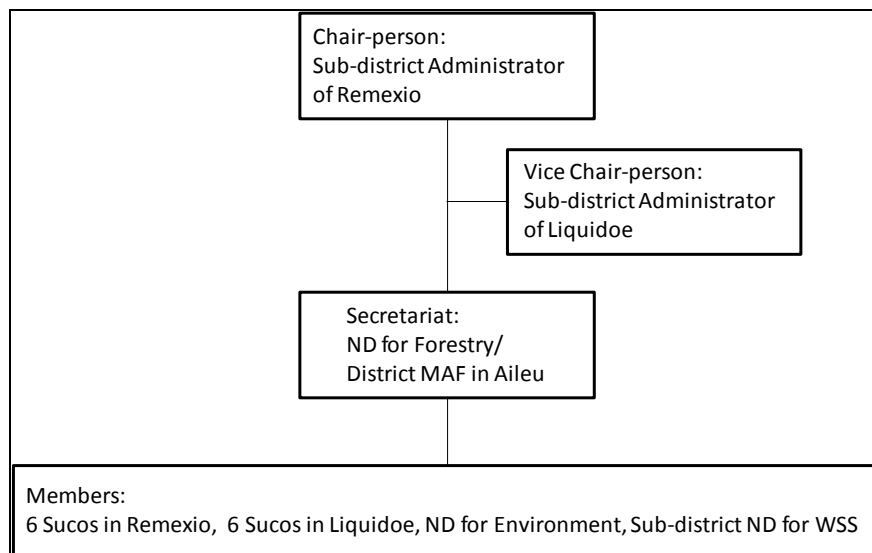 Chair-person:
Sub-district Administrator
of Remexio
Vice Chair-person:
Sub-district Administrator
of Liquidoe
Secretariat:
ND for Forestry/
District MAF in Aileu
Members:
6 Sucos in Remexio, 6 Sucos in Liquidoe, ND for Environment, Sub-district ND for WSS